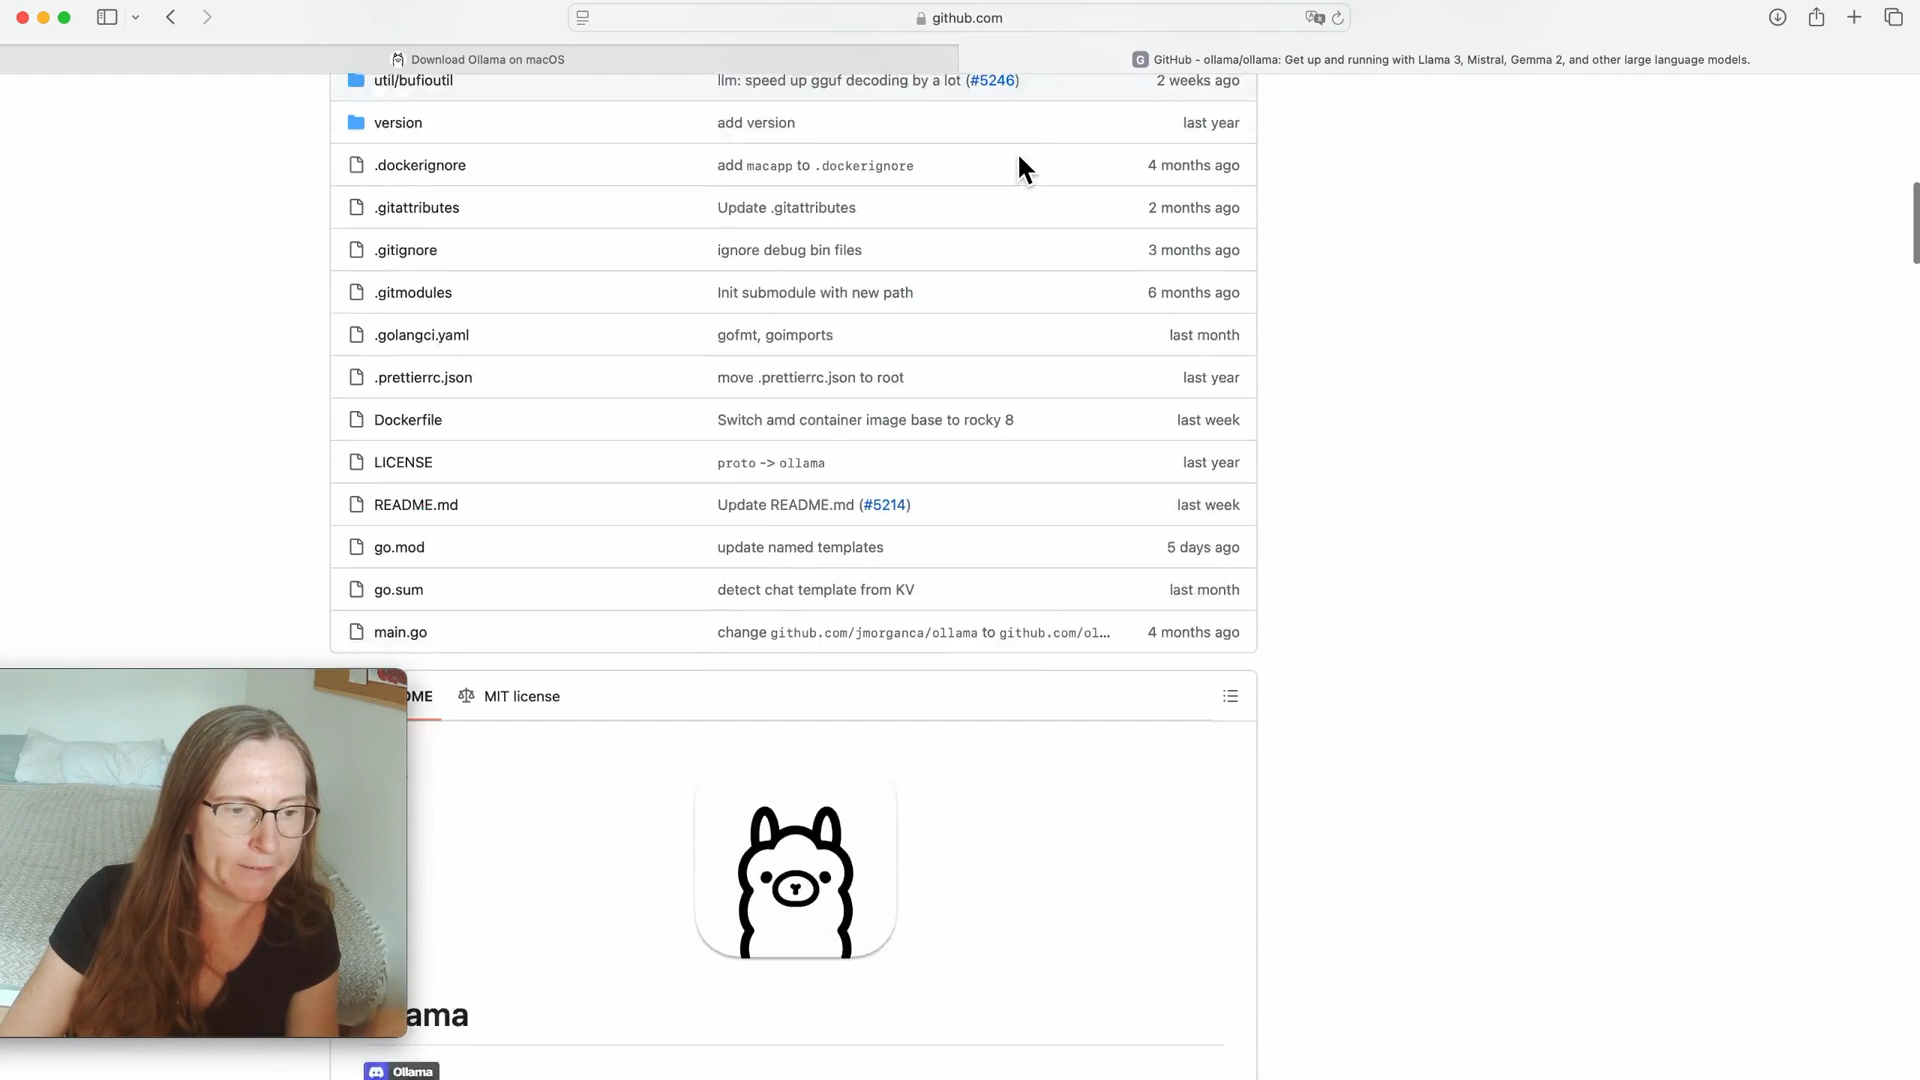 github.com
Download Ollama on macOS
GitHub - ollama/ollama: Get up and running with Llama 3, Mistral, Gemma 2, and other large language models.
util/bufioutil llm: speed up gguf decoding by a lot (#5246) 2 weeks ago
version add version last year
.dockerignore add macapp to .dockerignore 4 months ago
.gitattributes Update .gitattributes 2 months ago
.gitignore ignore debug bin files 3 months ago
.gitmodules Init submodule with new path 6 months ago
.golangci.yaml gofmt, goimports last month
.prettierrc.json move .prettierrc.json to root last year
Dockerfile Switch amd container image base to rocky 8 last week
LICENSE proto -> ollama last year
README.md Update README.md (#5214) last week
go.mod update named templates 5 days ago
go.sum detect chat template from KV last month
main.go change github.com/jmorganca/ollama to github.com/ol... 4 months ago
OME MIT license
lama
Ollama